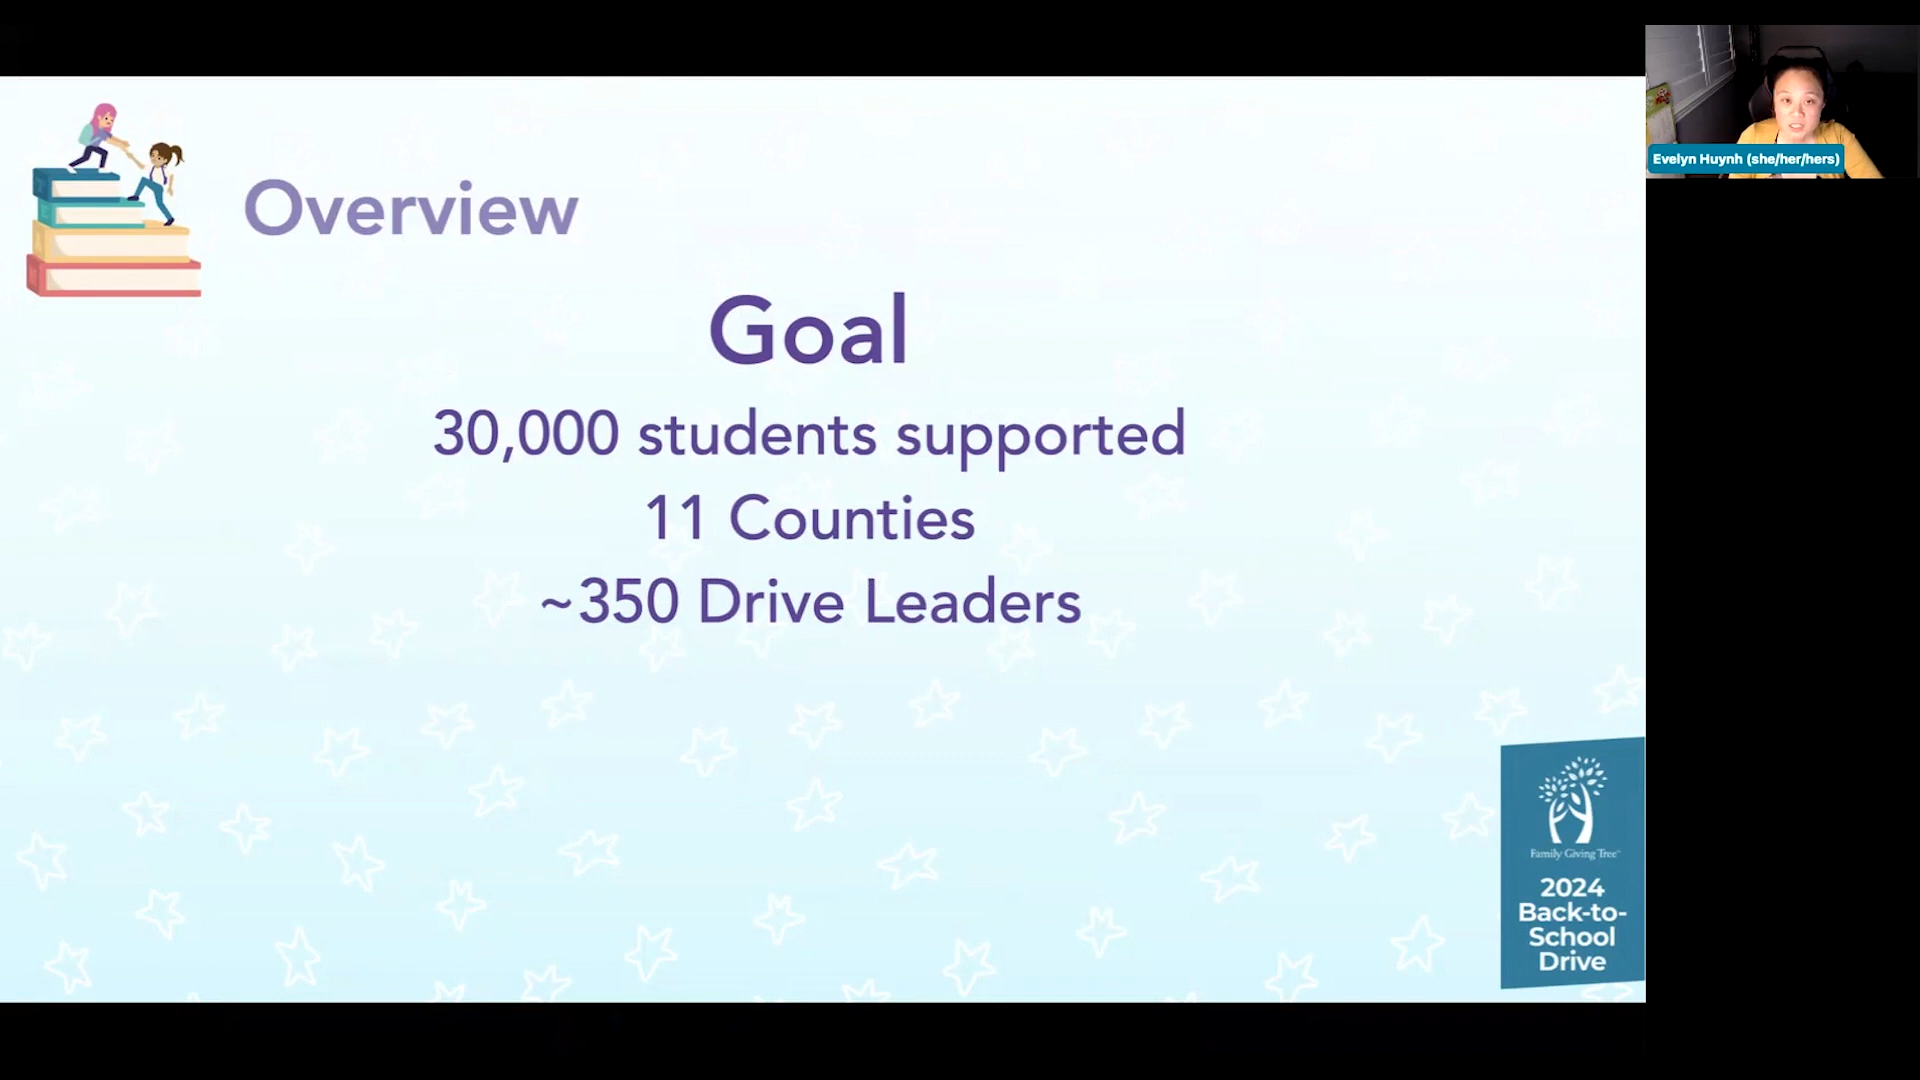 Overview
Goal
30,000 students supported
11 Counties
~350 Drive Leaders
Evelyn Huynh (she/her/hers)
Family Giving Tree™
2024
Back-to-
School
Drive